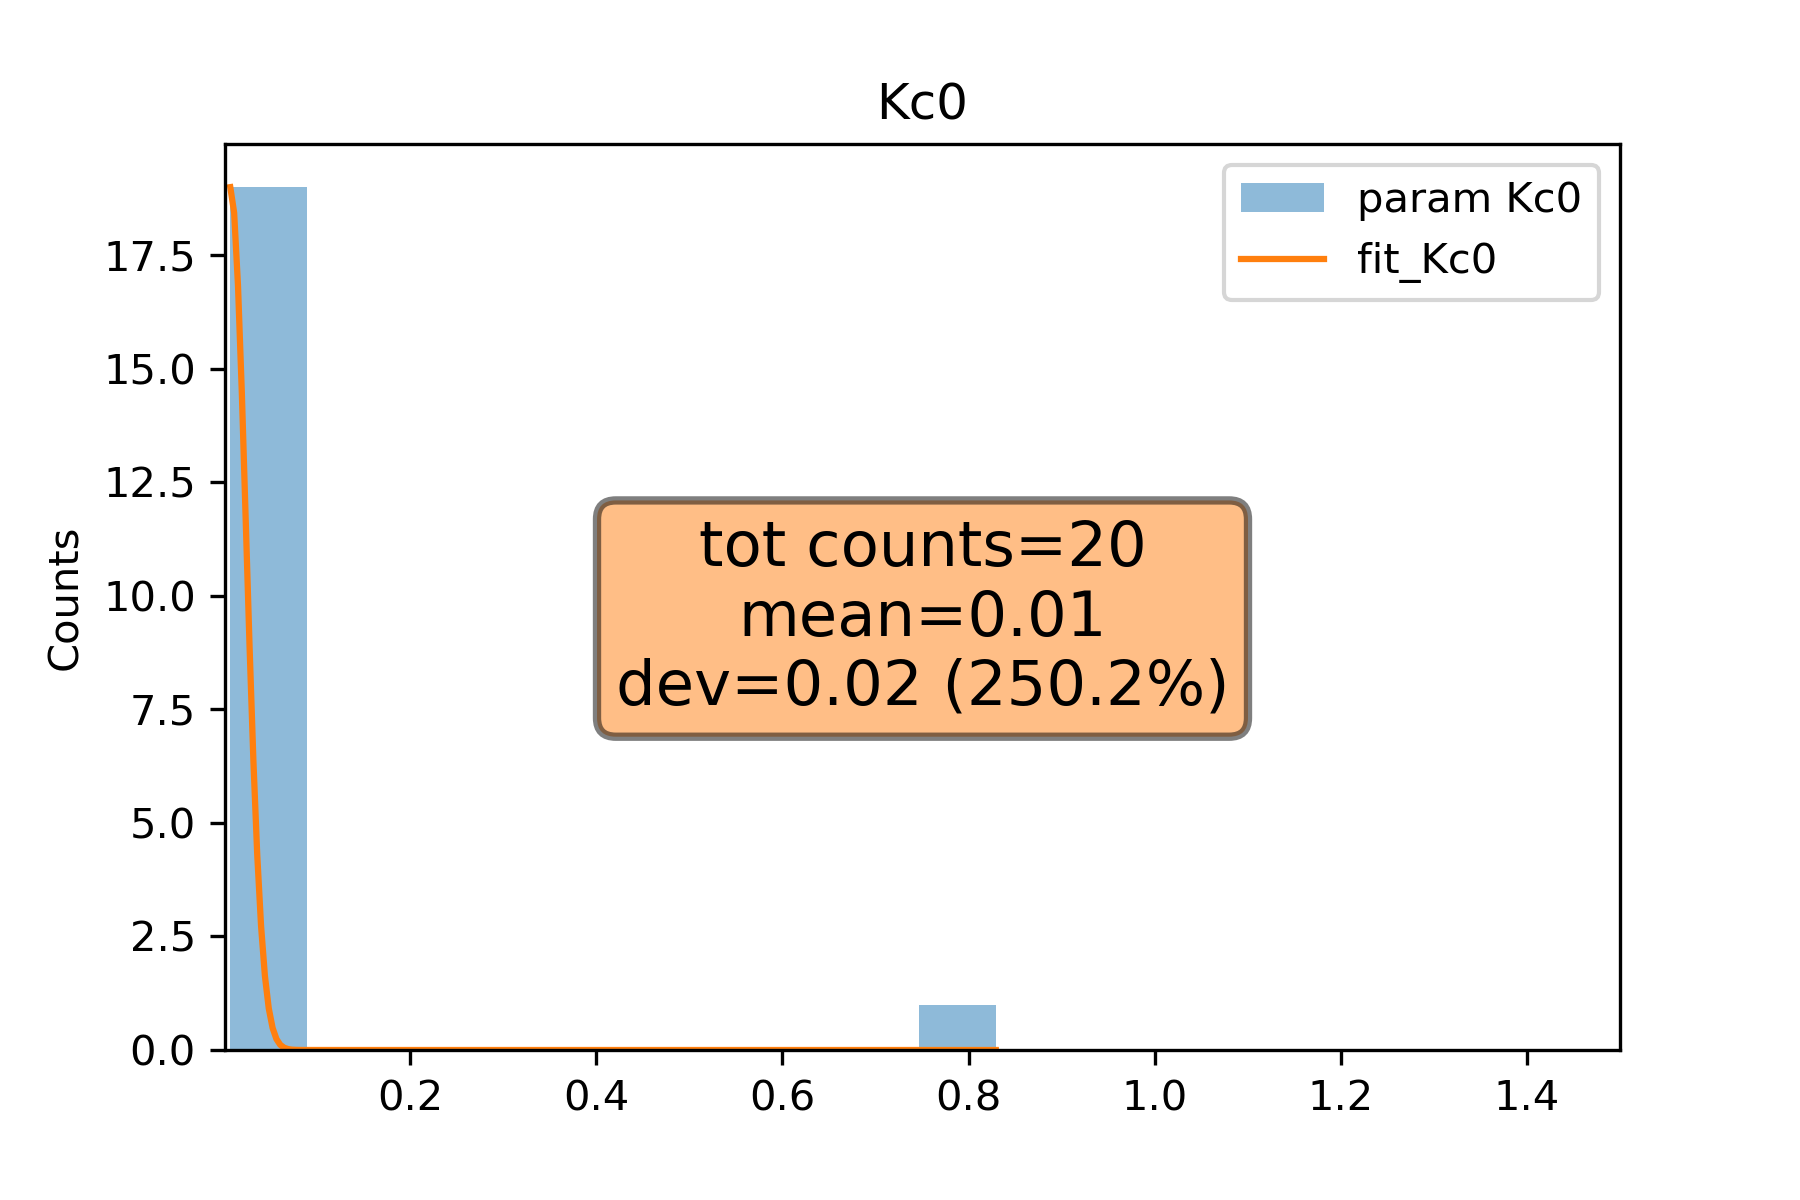 Kc0
param Kc0
fit_Kc0
Counts
17.5
15.0
12.5
10.0
7.5
5.0
2.5
0.0
tot counts=20
mean=0.01
dev=0.02 (250.2%)
0.2 0.4 0.6 0.8 1.0 1.2 1.4